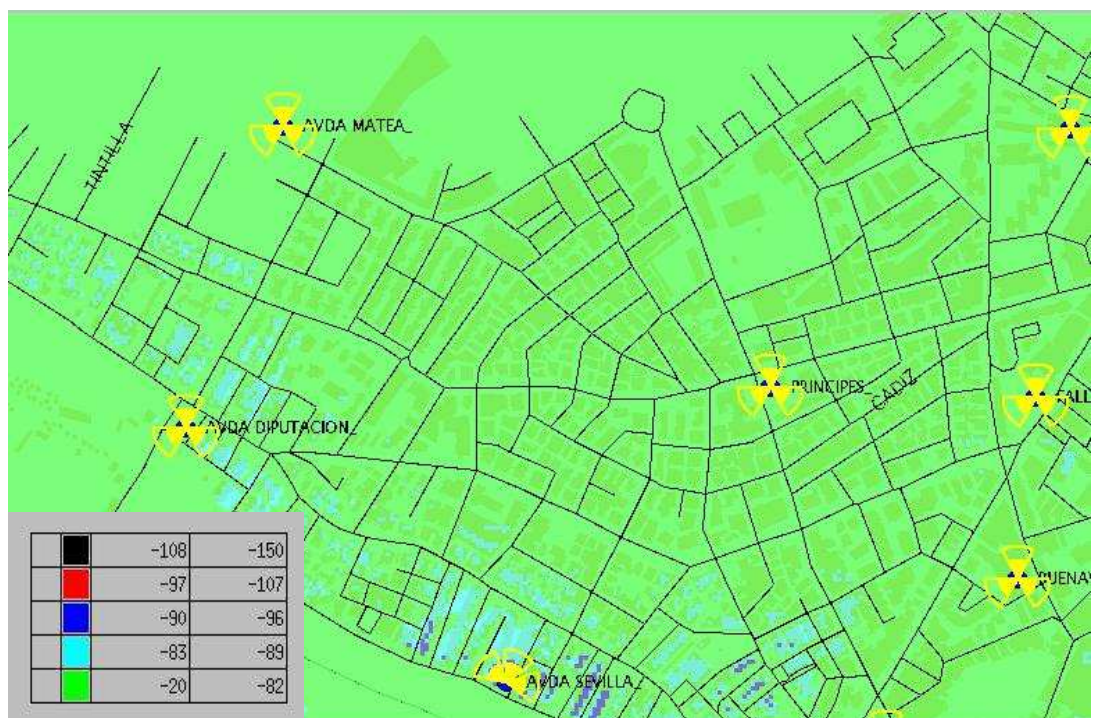 AVDA MATEA_
TINTILLA
PRINCIPES_
CADIZ
CALL
AVDA DIPUTACION_
BUENAV
AVDA SEVILLA_
-108 -150
-97 -107
-90 -96
-83 -89
-20 -82